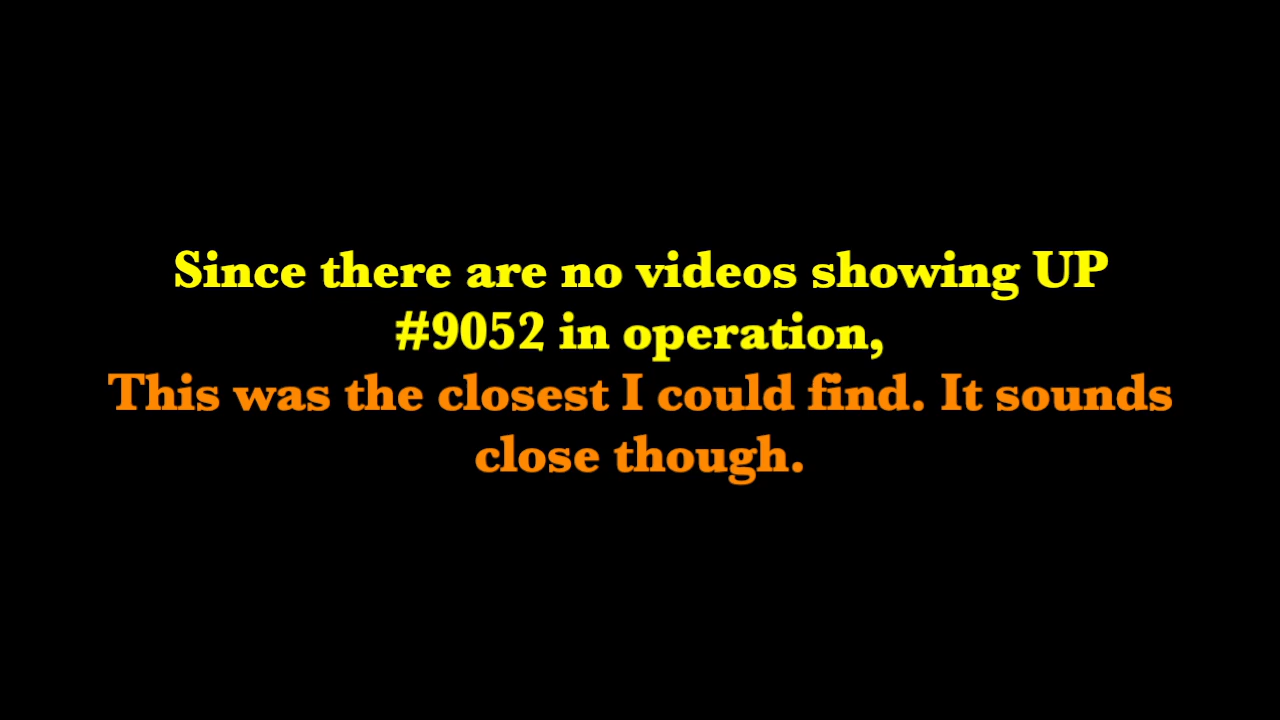 Since there are no videos showing UP
#9052 in operation,
This was the closest I could find. It sounds
close though.